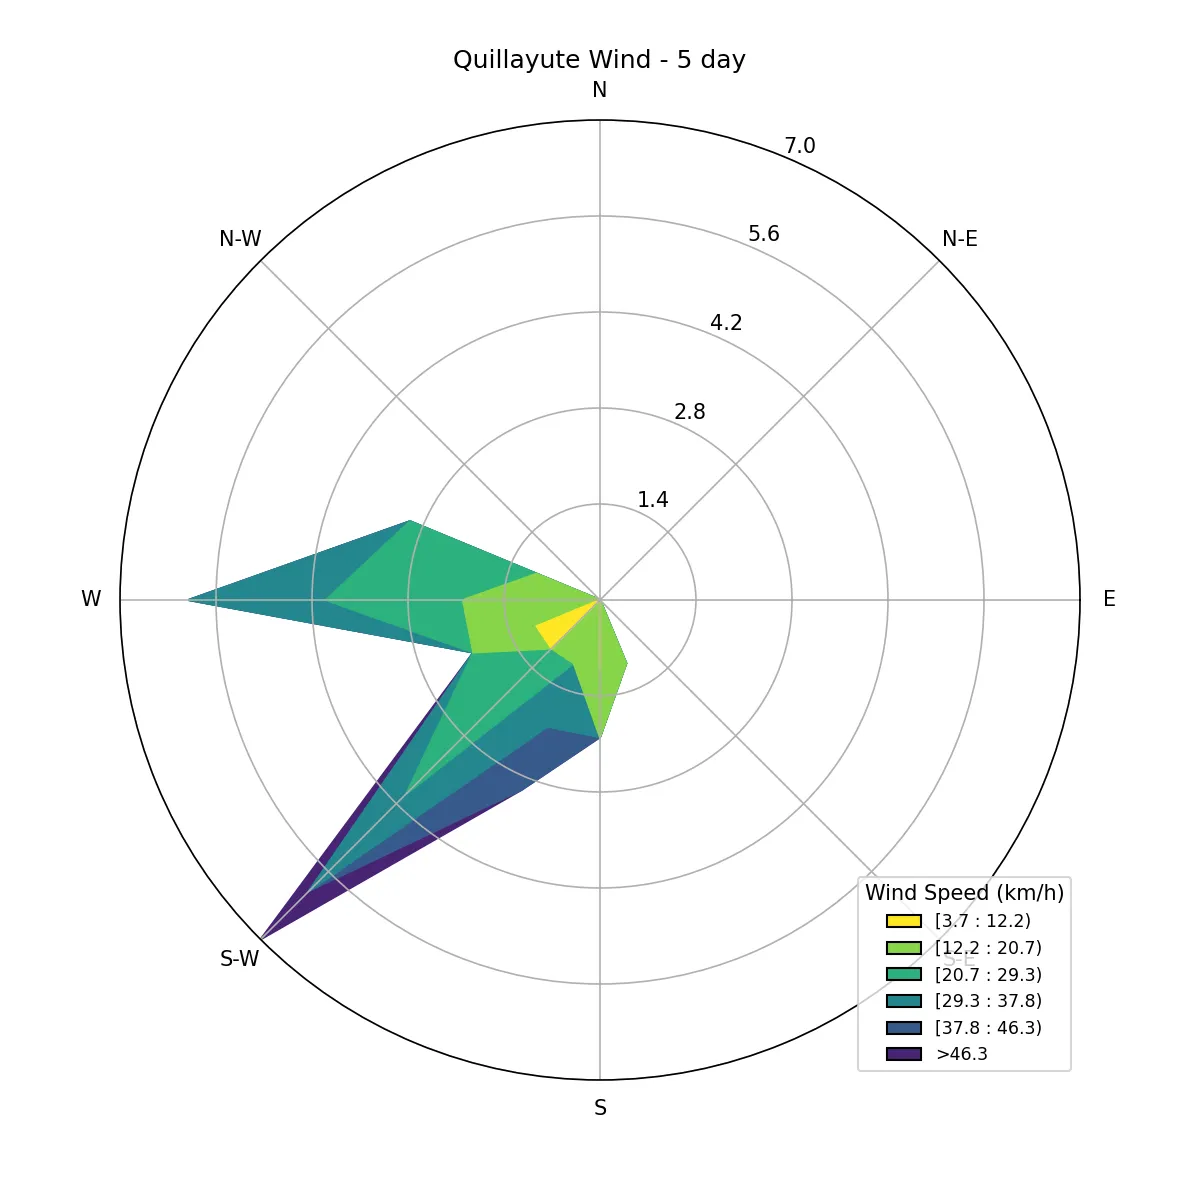 Quillayute Wind - 5 day
N
7.0
N-W
5.6
N-E
4.2
2.8
1.4
W
E
S-W
S-E
S
Wind Speed (km/h)
[3.7 : 12.2)
[12.2 : 20.7)
[20.7 : 29.3)
[29.3 : 37.8)
[37.8 : 46.3)
>46.3